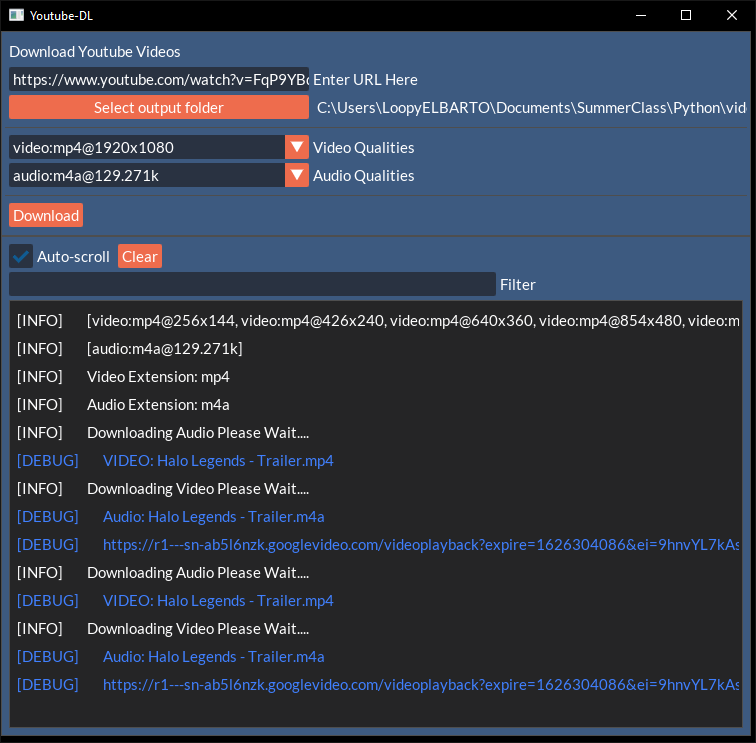 Youtube-DL
Download Youtube Videos
https://www.youtube.com/watch?v=FqP9YB Enter URL Here
Select output folder C:\Users\LoopyELBARTO\Documents\SummerClass\Python\vid
video:mp4@1920x1080 Video Qualities
audio:m4a@129.271k Audio Qualities
Download
Auto-scroll Clear
Filter
[INFO] [video:mp4@256x144, video:mp4@426x240, video:mp4@640x360, video:mp4@854x480, video:m
[INFO] [audio:m4a@129.271k]
[INFO] Video Extension: mp4
[INFO] Audio Extension: m4a
[INFO] Downloading Audio Please Wait....
[DEBUG] VIDEO: Halo Legends - Trailer.mp4
[INFO] Downloading Video Please Wait....
[DEBUG] Audio: Halo Legends - Trailer.m4a
[DEBUG] https://r1---sn-ab5l6nzk.googlevideo.com/videoplayback?expire=1626304086&ei=9hnvYL7kAs
[INFO] Downloading Audio Please Wait....
[DEBUG] VIDEO: Halo Legends - Trailer.mp4
[INFO] Downloading Video Please Wait....
[DEBUG] Audio: Halo Legends - Trailer.m4a
[DEBUG] https://r1---sn-ab5l6nzk.googlevideo.com/videoplayback?expire=1626304086&ei=9hnvYL7kAs